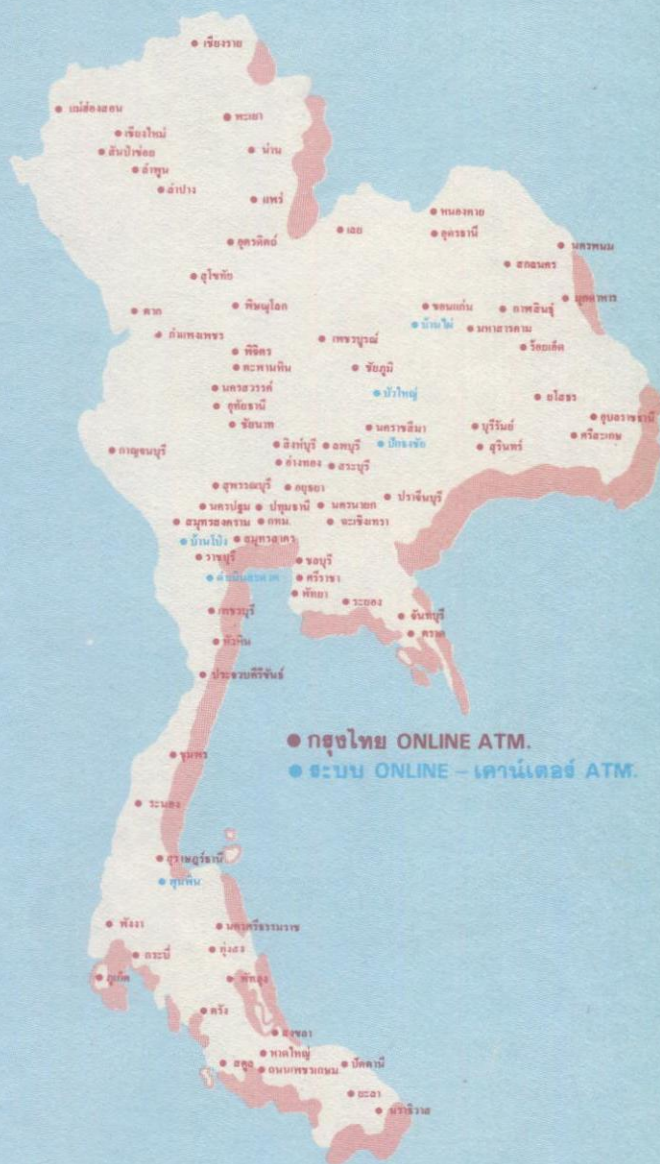 เชียงราย
แม่ฮ่องสอน
พะเยา
เชียงใหม่
สันป่าข่อย
น่าน
ลำพูน
ลำปาง
แพร่
หนองคาย
เลย
อุดรธานี
อุตรดิตถ์
นครพนม
สกลนคร
สุโขทัย
มุกดาหาร
ตาก
พิษณุโลก
ขอนแก่น
กาฬสินธุ์
บ้านไผ่
มหาสารคาม
กำแพงเพชร
เพชรบูรณ์
ร้อยเอ็ด
พิจิตร
ตะพานหิน
ชัยภูมิ
นครสวรรค์
บัวใหญ่
ยโสธร
อุทัยธานี
อุบลราชธานี
ชัยนาท
นครราชสีมา
บุรีรัมย์
ศรีสะเกษ
กาญจนบุรี
สิงห์บุรี
ลพบุรี
ปักธงชัย
สุรินทร์
อ่างทอง
สระบุรี
สุพรรณบุรี
อยุธยา
ปราจีนบุรี
นครปฐม
ปทุมธานี
นครนายก
สมุทรสงคราม
กทม.
ฉะเชิงเทรา
บ้านโป่ง
สมุทรสาคร
ราชบุรี
ชลบุรี
ศรีราชา
พัทยา
ระยอง
เพชรบุรี
จันทบุรี
ตราด
หัวหิน
ประจวบคีรีขันธ์
กรุงไทย ONLINE ATM.
ระบบ ONLINE – เคาน์เตอร์ ATM.
ชุมพร
ระนอง
สุราษฎร์ธานี
พุนพิน
พังงา
นครศรีธรรมราช
กระบี่
ทุ่งสง
ภูเก็ต
พัทลุง
ตรัง
สงขลา
หาดใหญ่
สตูล
ถนนเพชรเกษม
ปัตตานี
ยะลา
นราธิวาส